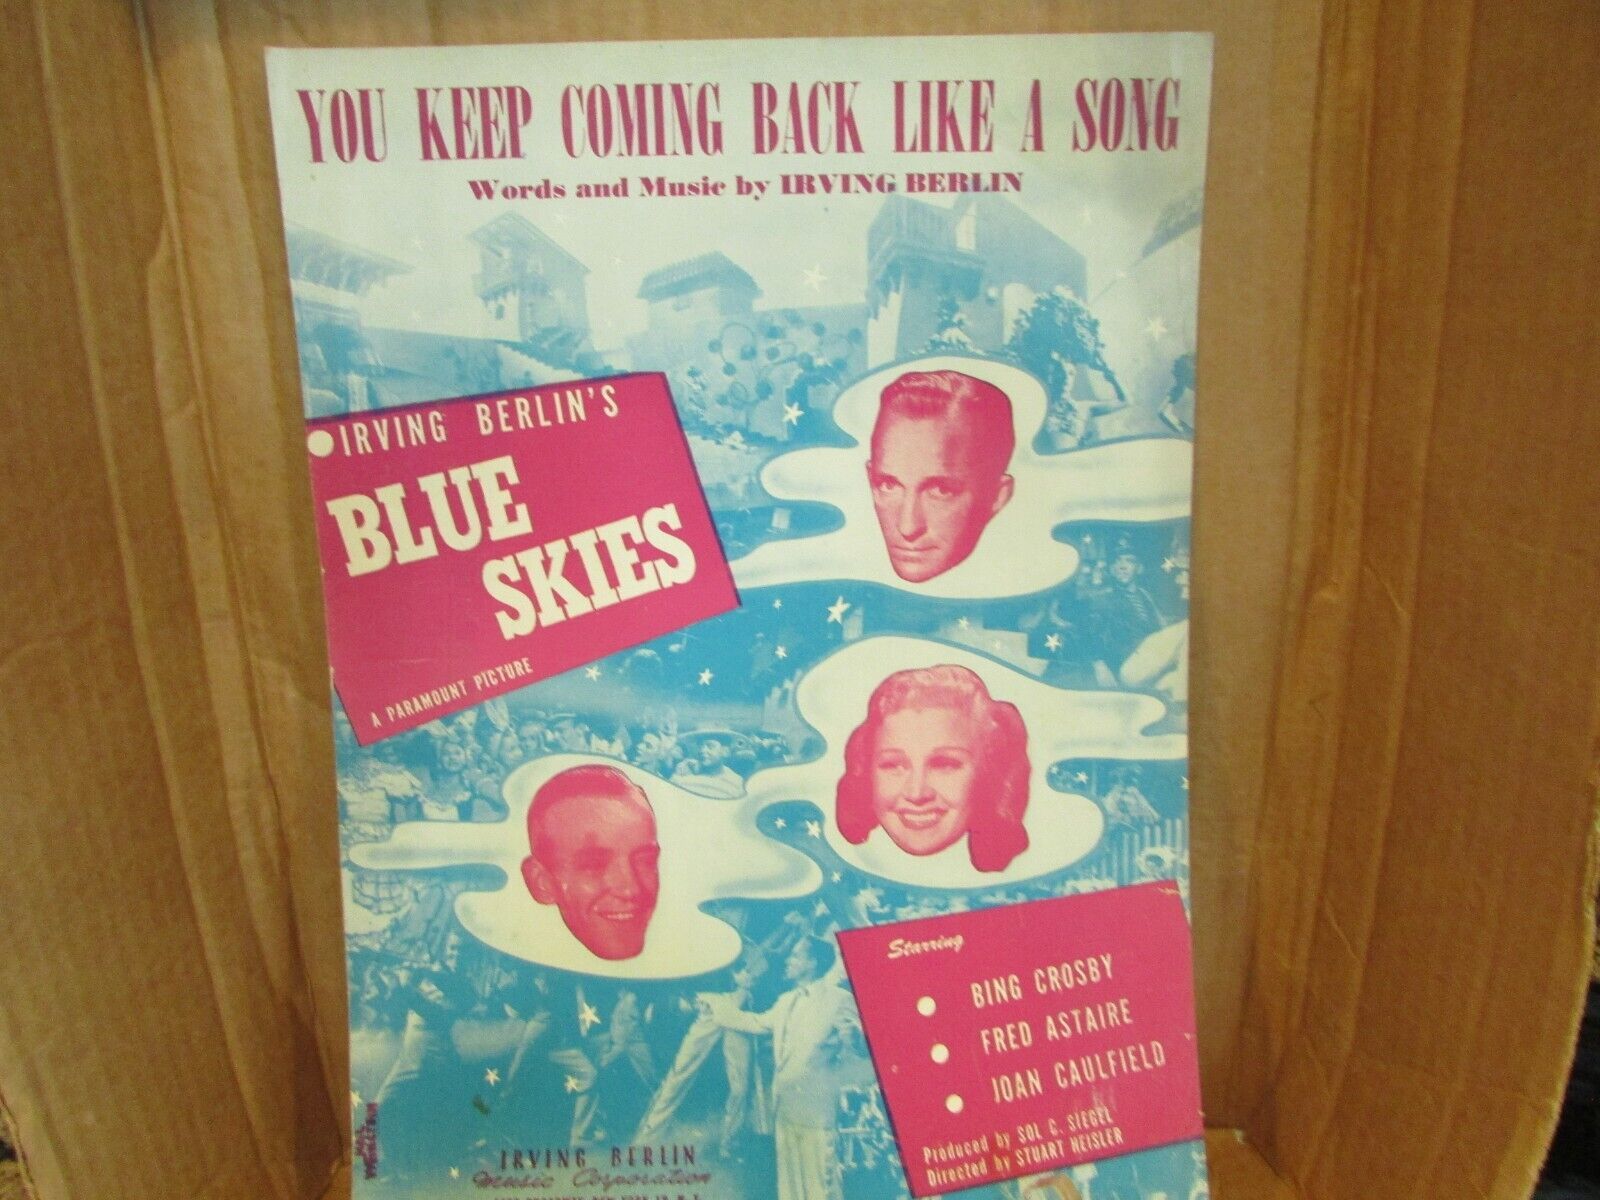 YOU KEEP COMING BACK LIKE A SONG
Words and Music by IRVING BERLIN
IRVING BERLIN'S
BLUE
SKIES
A PARAMOUNT PICTURE
Starring
BING CROSBY
FRED ASTAIRE
JOAN CAULFIELD
Produced by SOL C. SIEGEL
Directed by STUART HEISLER
IRVING BERLIN
Music Corporation